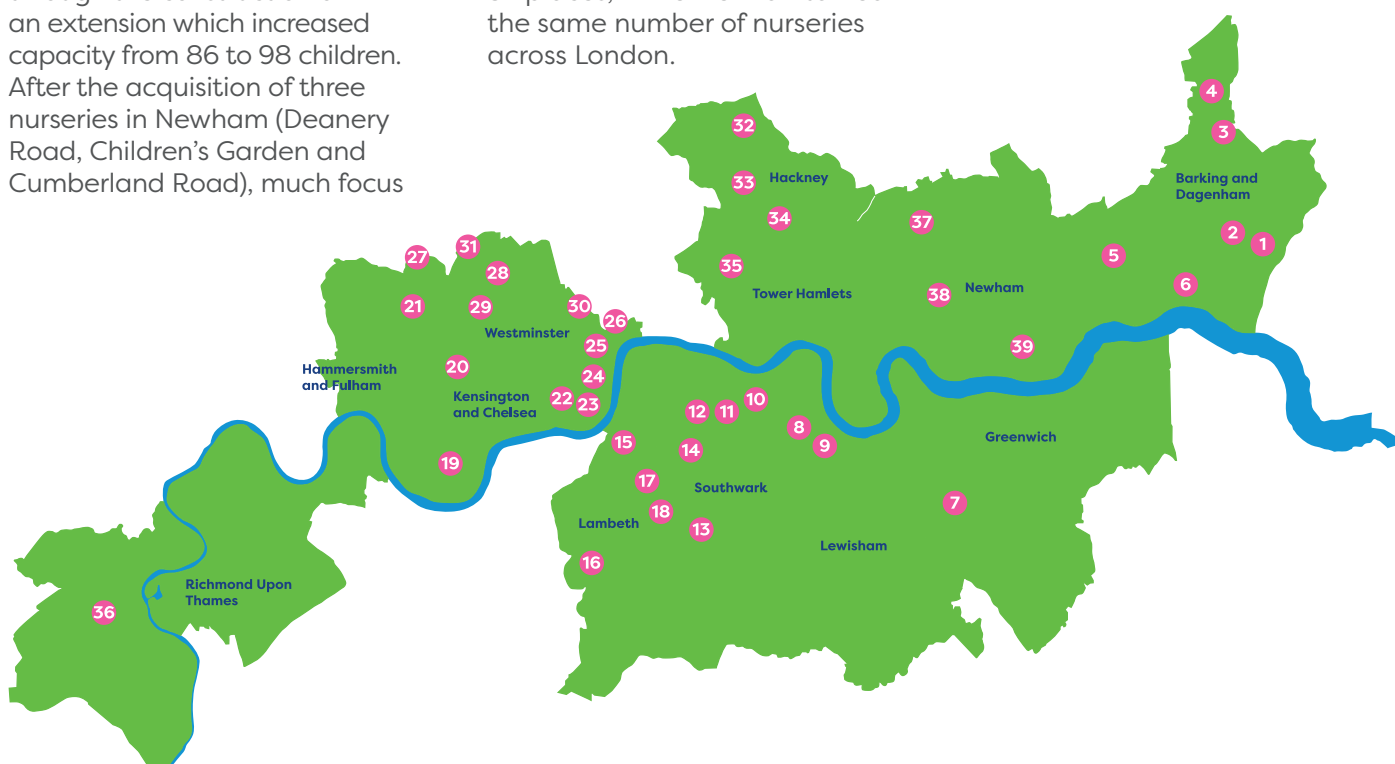 an extension which increased
capacity from 86 to 98 children.
After the acquisition of three
nurseries in Newham (Deanery
Road, Children's Garden and
Cumberland Road), much focus
the same number of nurseries
across London.
4
3
32
Barking and
Dagenham
33
Hackney
34
37
2
1
27
31
28
35
5
Tower Hamlets
38
Newham
6
21
29
30
26
Westminster
25
39
20
24
Hammersmith
and Fulham
Kensington
and Chelsea
22
23
12
11
10
8
9
15
14
Greenwich
19
17
Southwark
7
18
Lambeth
13
Lewisham
16
Richmond Upon
Thames
36